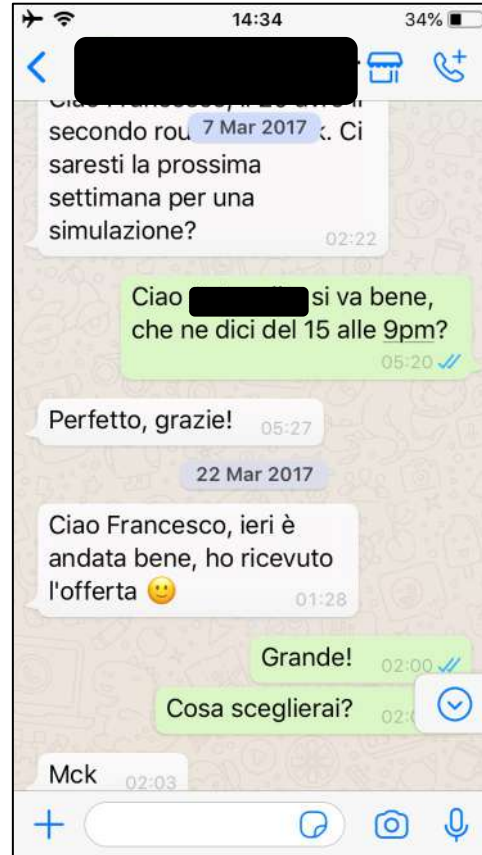 14:34
34%
secondo
7 Mar 2017
k. Ci
saresti la prossima
settimana per una
simulazione?
02:22
Ciao
si va bene,
che ne dici del 15 alle 9pm?
05:20
Perfetto, grazie!
05:27
22 Mar 2017
Ciao Francesco, ieri è
andata bene, ho ricevuto
l'offerta 🙂
01:28
Grande!
02:00
Cosa sceglierai?
Mck
02:03